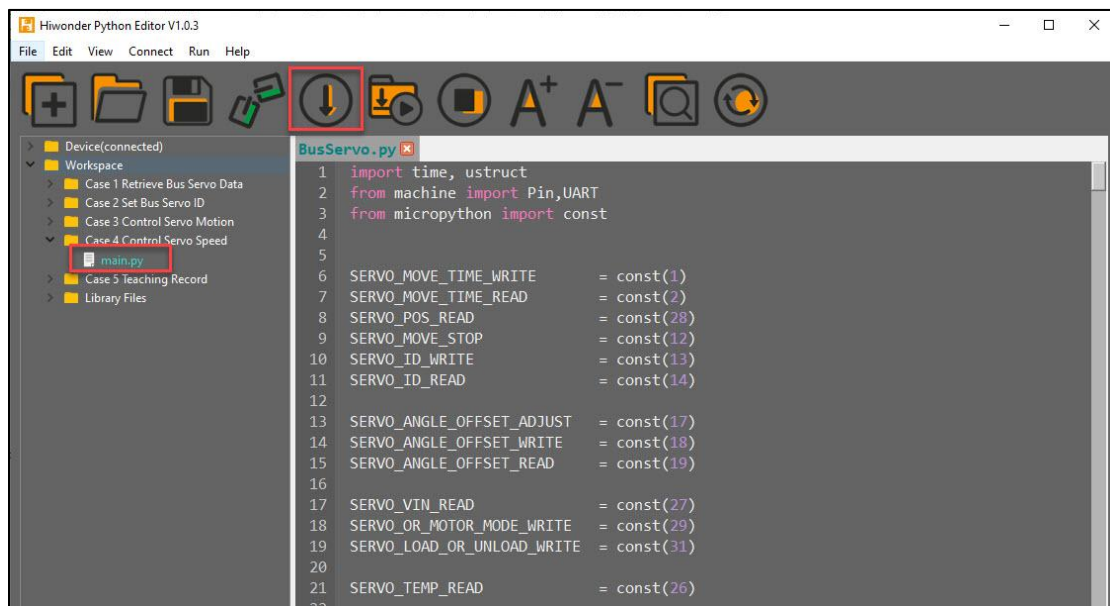 Hiwonder Python Editor V1.0.3
File Edit View Connect Run Help
A+ A-
Device(connected)
Workspace
Case 1 Retrieve Bus Servo Data
Case 2 Set Bus Servo ID
Case 3 Control Servo Motion
Case 4 Control Servo Speed
main.py
Case 5 Teaching Record
Library Files
BusServo.py
1 import time, ustruct
2 from machine import Pin,UART
3 from micropython import const
4
5
6 SERVO_MOVE_TIME_WRITE = const(1)
7 SERVO_MOVE_TIME_READ = const(2)
8 SERVO_POS_READ = const(28)
9 SERVO_MOVE_STOP = const(12)
10 SERVO_ID_WRITE = const(13)
11 SERVO_ID_READ = const(14)
12
13 SERVO_ANGLE_OFFSET_ADJUST = const(17)
14 SERVO_ANGLE_OFFSET_WRITE = const(18)
15 SERVO_ANGLE_OFFSET_READ = const(19)
16
17 SERVO_VIN_READ = const(27)
18 SERVO_OR_MOTOR_MODE_WRITE = const(29)
19 SERVO_LOAD_OR_UNLOAD_WRITE = const(31)
20
21 SERVO_TEMP_READ = const(26)